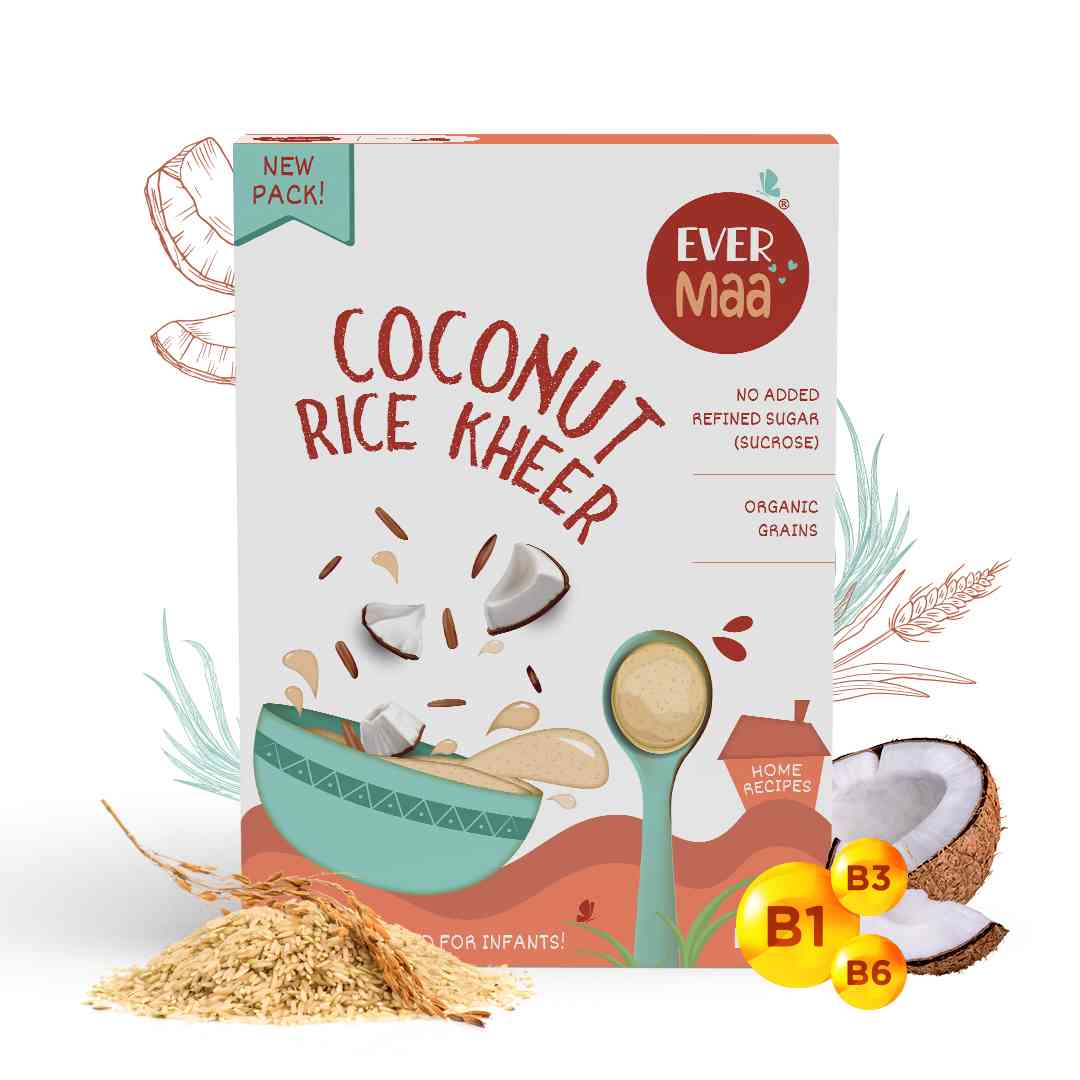 NEW
PACK!
EVER
Maa
®
COCONUT
RICE KHEER
NO ADDED
REFINED SUGAR
(SUCROSE)
ORGANIC
GRAINS
HOME
RECIPES
FOR INFANTS!
B1
B3
B6